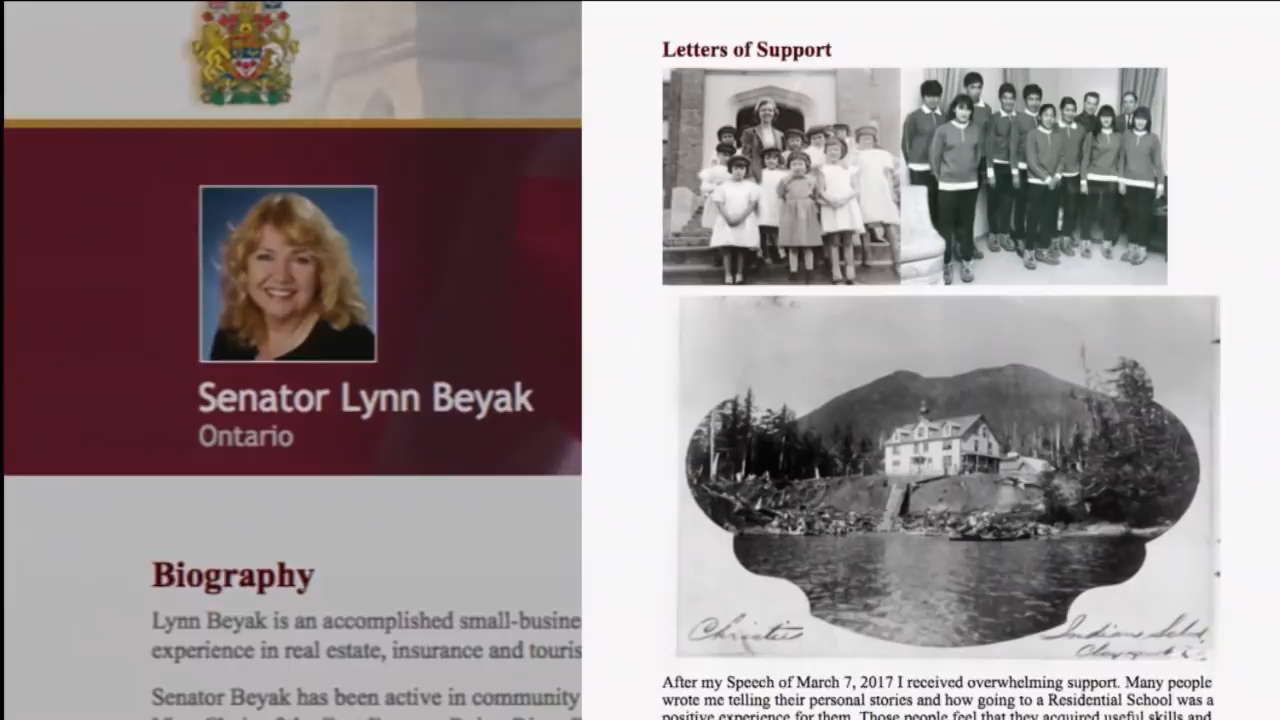 Senator Lynn Beyak
Ontario
Biography
Lynn Beyak is an accomplished small-busine
experience in real estate, insurance and touris
Senator Beyak has been active in community
Letters of Support
Christie
Indian
After my Speech of March 7, 2017 I received overwhelming support. Many people
wrote me telling their personal stories and how going to a Residential School was a
positive experience for them. Those people feel that they acquired useful skills and